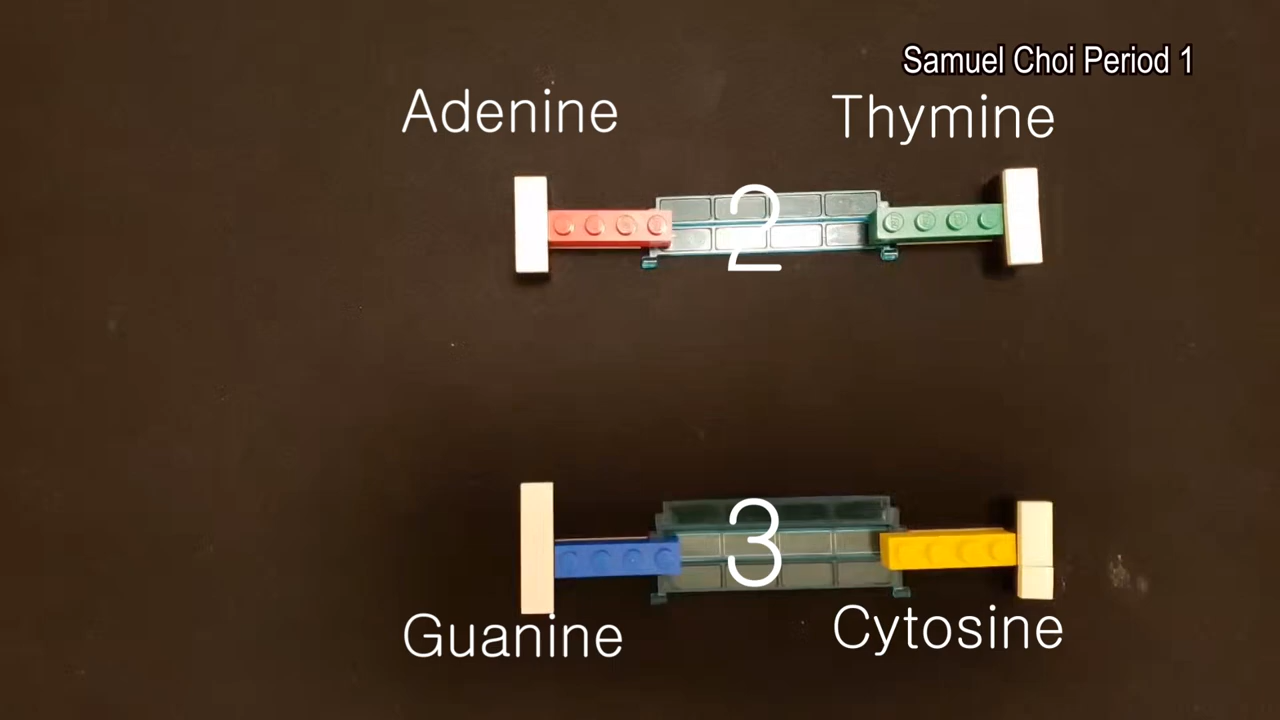 Samuel Choi Period 1
Adenine Thymine
2
3
Guanine Cytosine